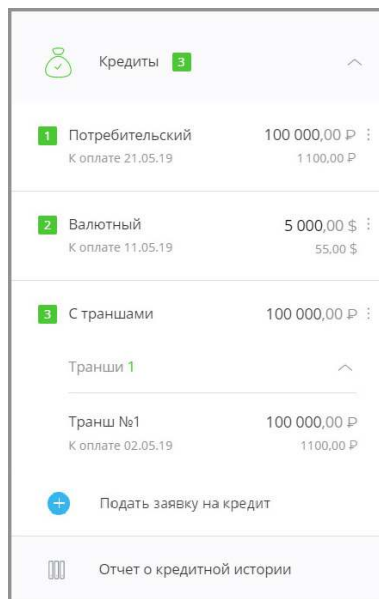 Кредиты 3
1 Потребительский 100 000,00 ₽
К оплате 21.05.19 1100,00 ₽
2 Валютный 5 000,00 $
К оплате 11.05.19 55,00 $
3 С траншами 100 000,00 ₽
Транши 1
Транш №1 100 000,00 ₽
К оплате 02.05.19 1100,00 ₽
Подать заявку на кредит
Отчет о кредитной истории